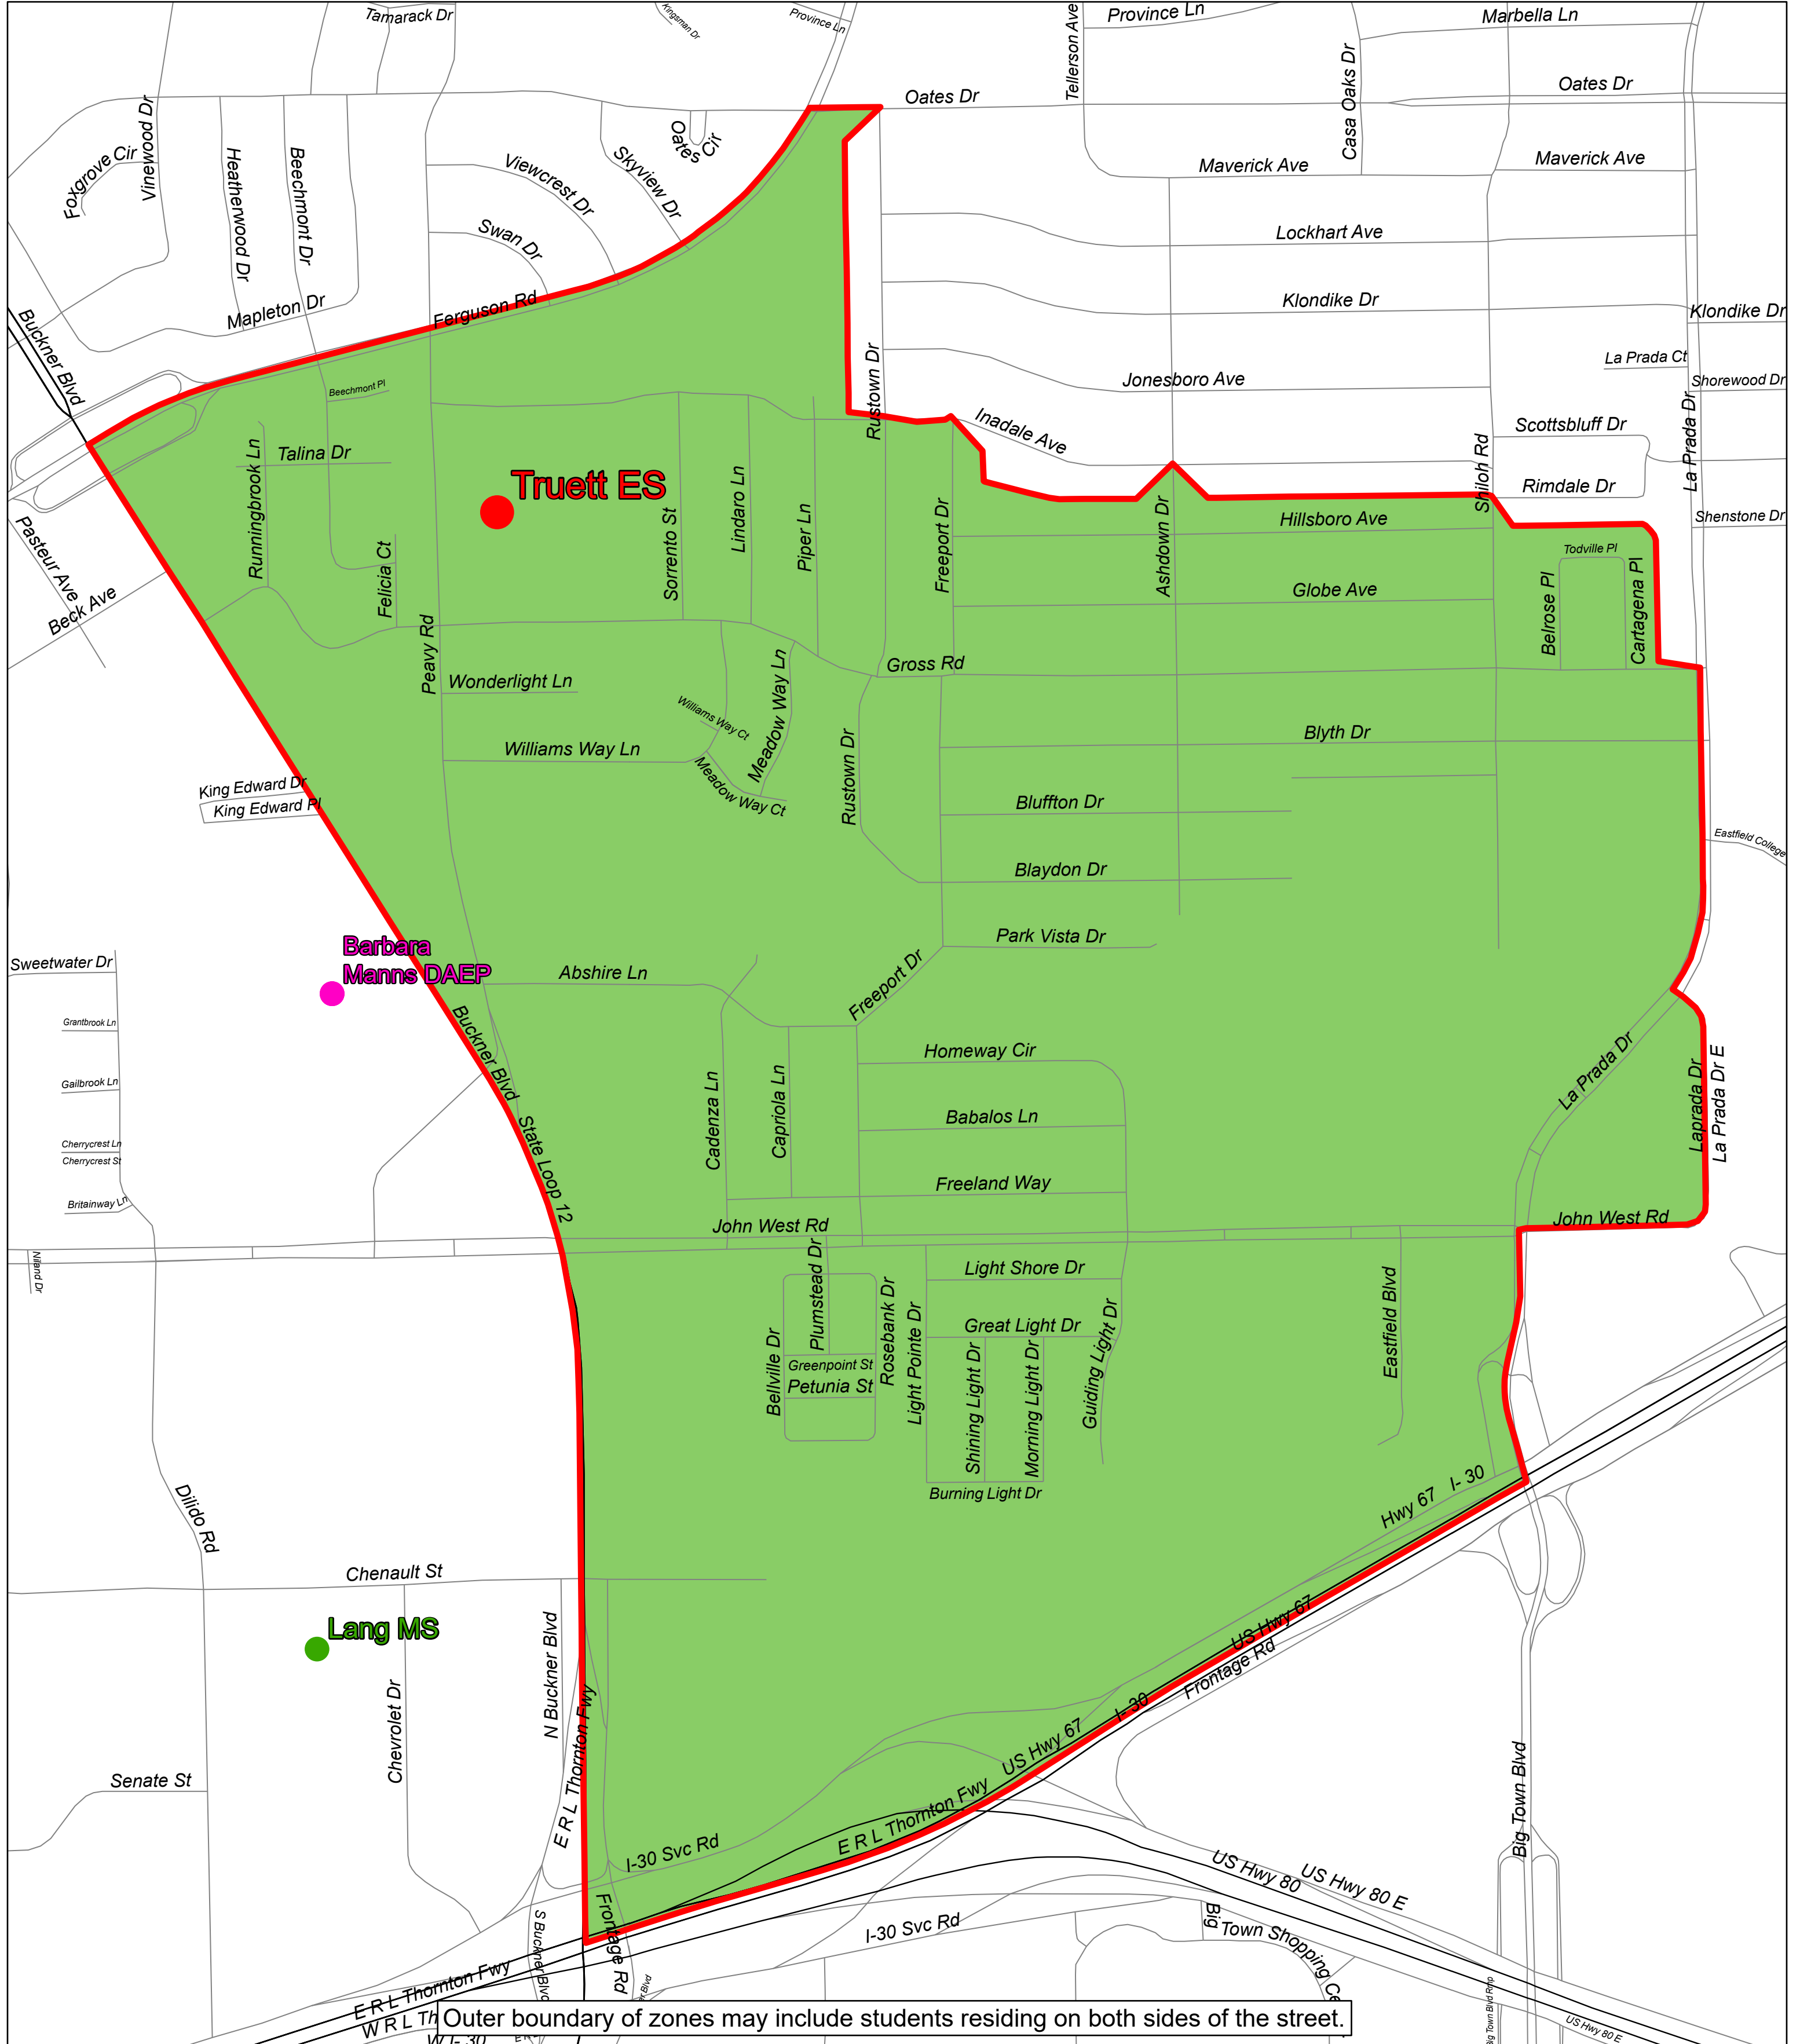 Tamarack Dr
Kingsman Dr
Province Ln
Tellerson Ave
Province Ln
Marbella Ln
Casa Oaks Dr
Oates Dr
Oates Dr
Vinewood Dr
Foxgrove Cir
Heatherwood Dr
Beechmont Dr
Viewcrest Dr
Skyview Dr
Oates Cir
Swan Dr
Maverick Ave
Maverick Ave
Lockhart Ave
Klondike Dr
Klondike Dr
Mapleton Dr
Ferguson Rd
Buckner Blvd
Rustown Dr
Jonesboro Ave
La Prada Ct
Shorewood Dr
La Prada Dr
Beechmont Pl
Inadale Ave
Scottsbluff Dr
Shiloh Rd
Rimdale Dr
Shenstone Dr
Runningbrook Ln
Talina Dr
Truett ES
Sorrento St
Lindaro Ln
Piper Ln
Freeport Dr
Ashdown Dr
Hillsboro Ave
Todville Pl
Belrose Pl
Cartagena Pl
Globe Ave
Pasteur Ave
Beck Ave
Felicia Ct
Peavy Rd
Wonderlight Ln
Gross Rd
Williams Way Ct
Meadow Way Ln
Williams Way Ln
Meadow Way Ct
Rustown Dr
Blyth Dr
King Edward Dr
King Edward Pl
Bluffton Dr
Eastfield College
Blaydon Dr
Park Vista Dr
Barbara
Manns DAEP
Sweetwater Dr
Abshire Ln
Freeport Dr
Grantbrook Ln
Buckner Blvd
Homeway Cir
La Prada Dr
Laprada Dr
La Prada Dr E
Gailbrook Ln
Cadenza Ln
Capriola Ln
Babalos Ln
State Loop 12
Cherrycrest Ln
Cherrycrest St
Freeland Way
Britainway Ln
John West Rd
John West Rd
Niland Dr
Plumstead Dr
Light Shore Dr
Rosebank Dr
Bellville Dr
Great Light Dr
Light Pointe Dr
Guiding Light Dr
Eastfield Blvd
Greenpoint St
Petunia St
Shining Light Dr
Morning Light Dr
Burning Light Dr
Hwy 67
I- 30
Dilido Rd
Chenault St
Lang MS
N Buckner Blvd
Chevrolet Dr
E R L Thornton Fwy
US Hwy 67
Frontage Rd
I- 30
US Hwy 67
Senate St
E R L Thornton Fwy
I-30 Svc Rd
Big Town Blvd
US Hwy 80
US Hwy 80 E
Frontage Rd
S Buckner Blvd
I-30 Svc Rd
Big
Town Shopping Ce
E R L Thornton Fwy
W R L Th
W I- 30
Big Town Blvd Rmp
US Hwy 80 E
Outer boundary of zones may include students residing on both sides of the street.